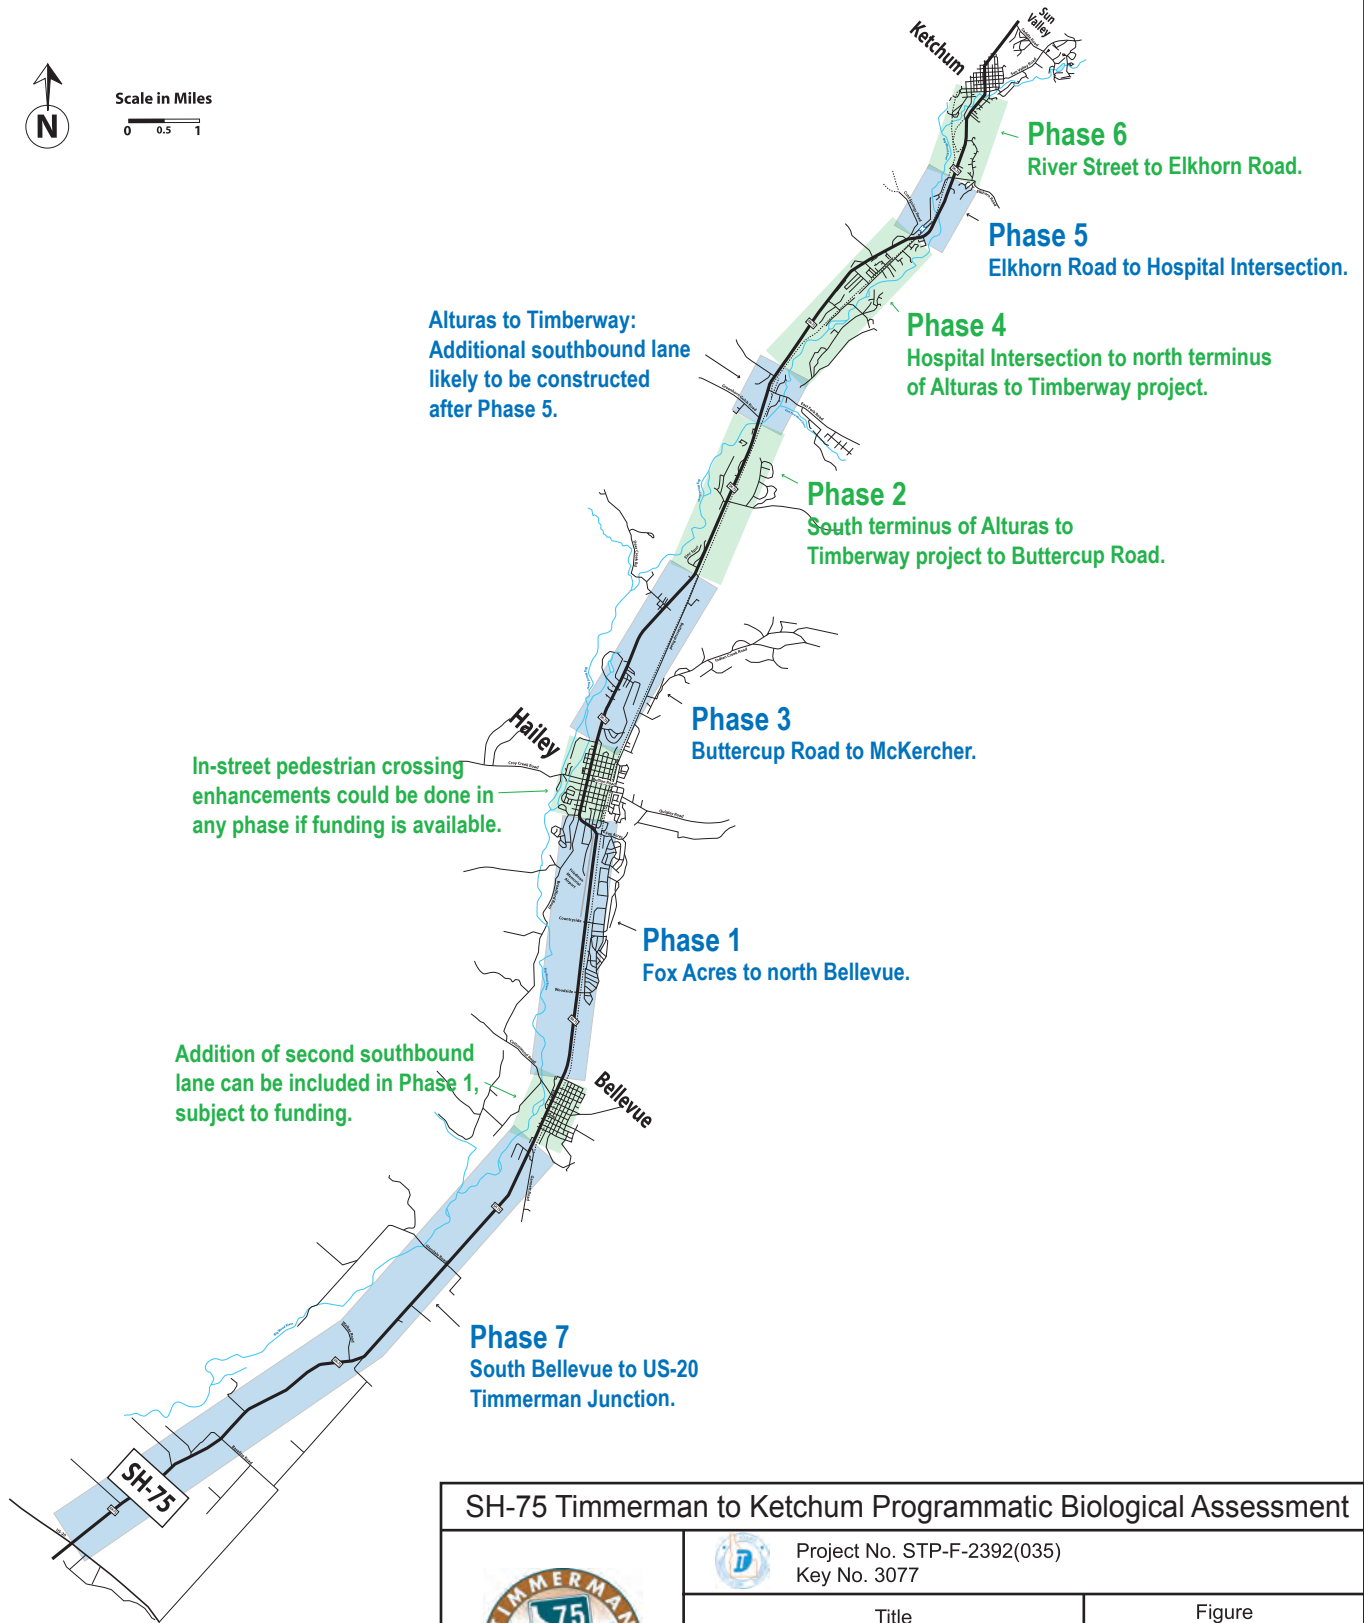 Sun
Valley
Ketchum
Scale in Miles
0 0.5 1
N
Phase 6
River Street to Elkhorn Road.
Phase 5
Elkhorn Road to Hospital Intersection.
Alturas to Timberway:
Additional southbound lane
likely to be constructed
after Phase 5.
Phase 4
Hospital Intersection to north terminus
of Alturas to Timberway project.
Phase 2
South terminus of Alturas to
Timberway project to Buttercup Road.
Phase 3
Buttercup Road to McKercher.
Hailey
In-street pedestrian crossing
enhancements could be done in
any phase if funding is available.
Phase 1
Fox Acres to north Bellevue.
Addition of second southbound
lane can be included in Phase 1,
subject to funding.
Bellevue
Phase 7
South Bellevue to US-20
Timmerman Junction.
SH-75
SH-75 Timmerman to Ketchum Programmatic Biological Assessment
Project No. STP-F-2392(035)
Key No. 3077
TIMMERMAN
75
Title
Figure